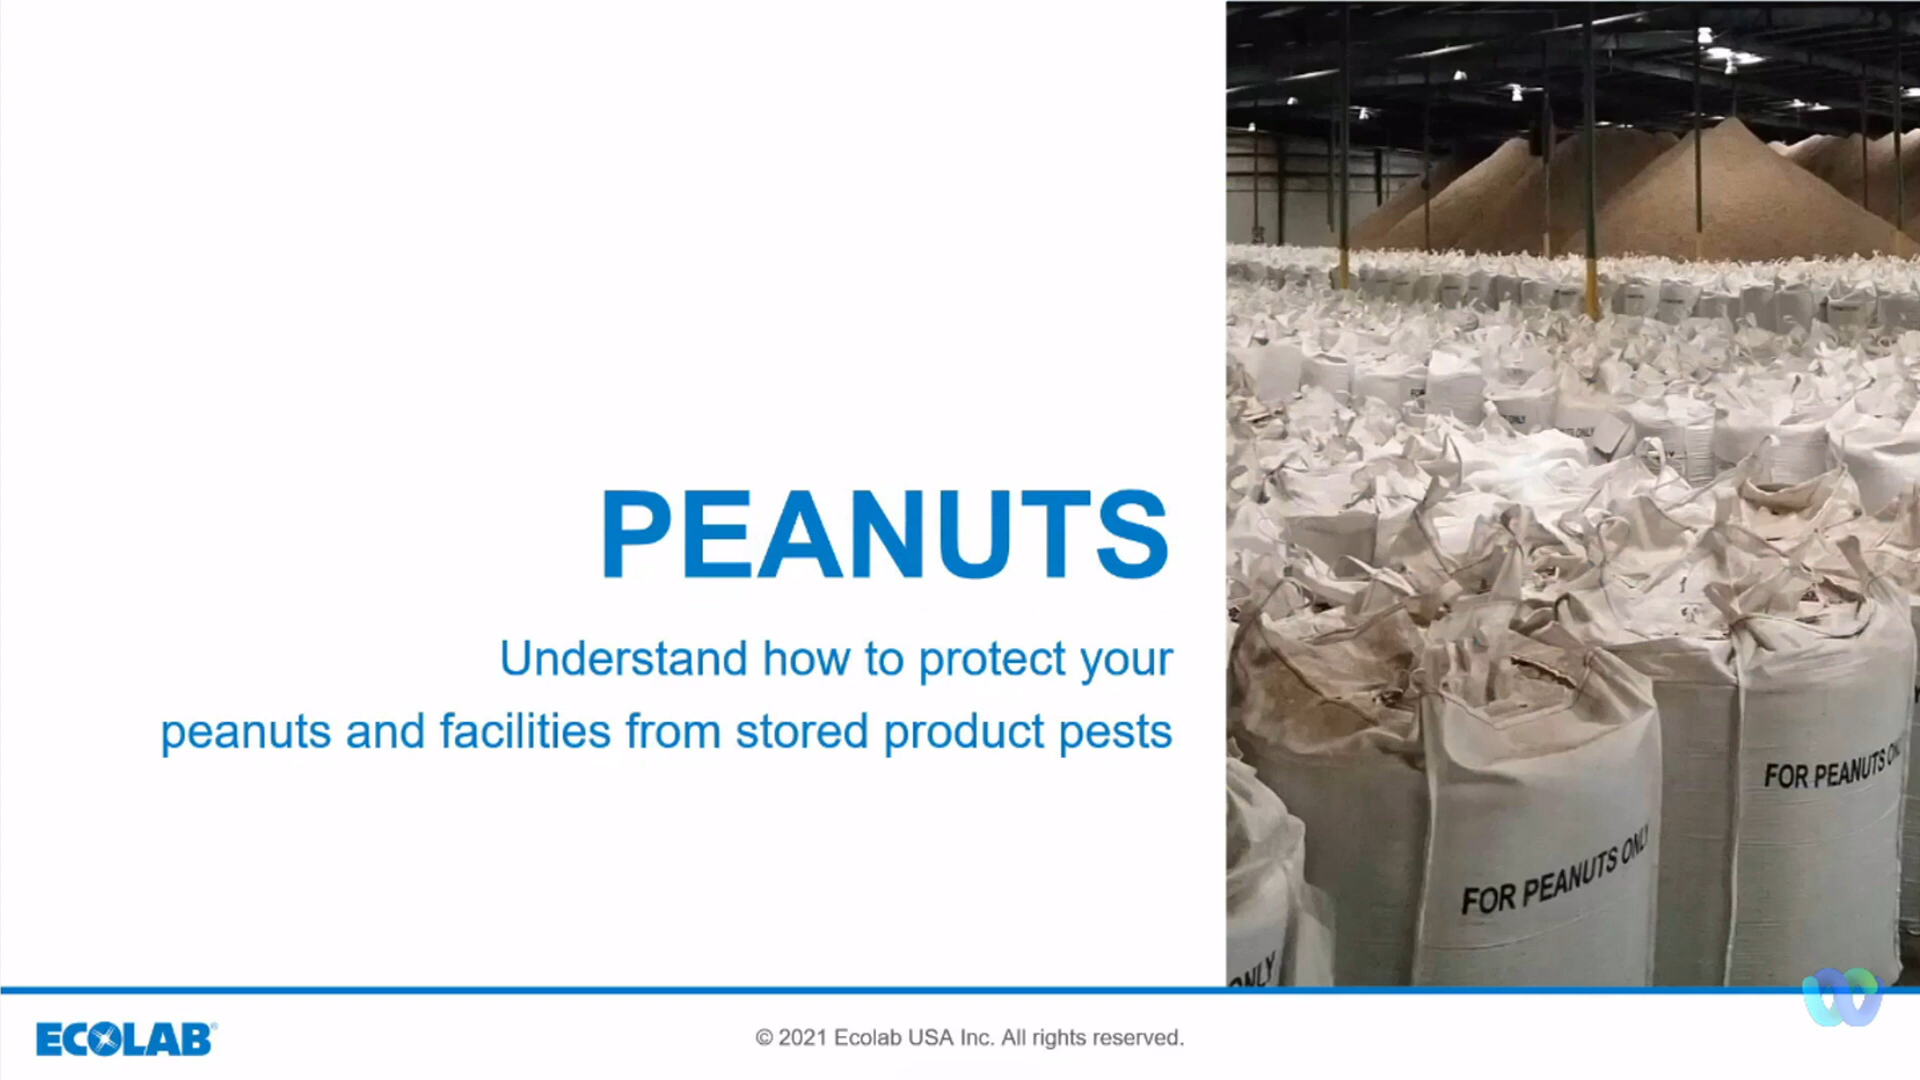 PEANUTS
Understand how to protect your
peanuts and facilities from stored product pests
FOR PEANUTS
FOR PEANUTS ONLY
ONLY
ECOLAB®
© 2021 Ecolab USA Inc. All rights reserved.